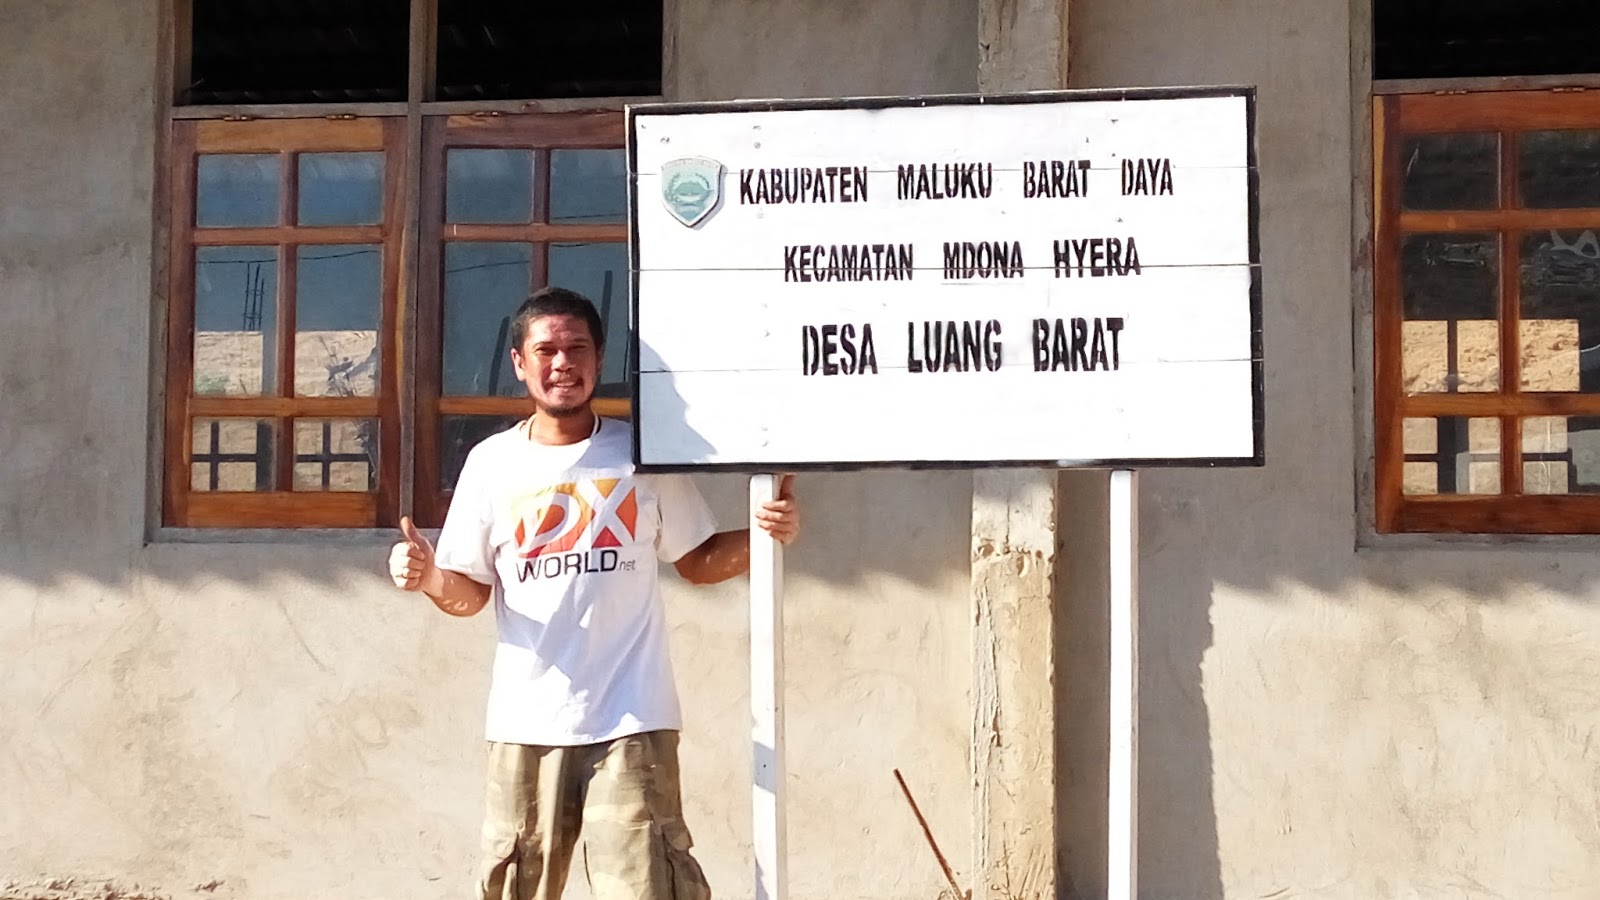 KABUPATEN MALUKU BARAT DAYA
KECAMATAN MDONA HYERA
DESA LUANG BARAT
DX
WORLD.net